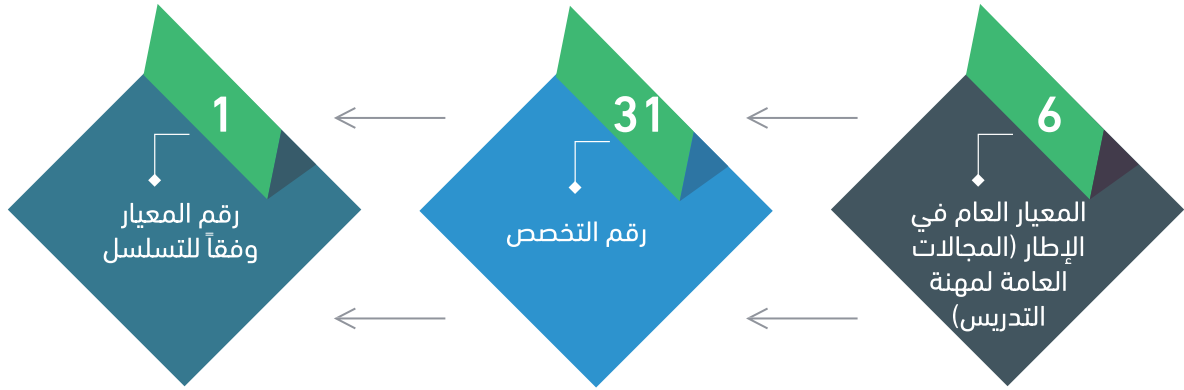 6
المعيار العام في
الإطار (المجالات
العامة لمهنة
التدريس)
31
رقم التخصص
1
رقم المعيار
وفقاً للتسلسل